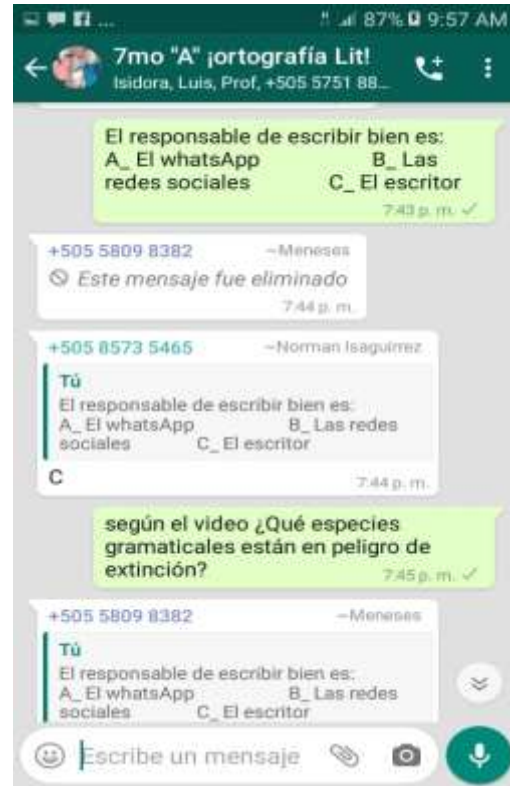 87% 9:57 AM
7mo "A" ¡ortografía Lit!
Isidora, Luis, Prof, +505 5751 88...
El responsable de escribir bien es:
A_ El whatsApp B_ Las
redes sociales C_ El escritor
7:43 p. m.
+505 5809 8382 ~Meneses
Este mensaje fue eliminado
7:44 p. m.
+505 8573 5465 ~Norman Isaguirrez
Tú
El responsable de escribir bien es:
A_ El whatsApp B_ Las redes
sociales C_ El escritor
C
7:44 p. m.
según el video ¿Qué especies
gramaticales están en peligro de
extinción?
7:45 p. m.
+505 5809 8382 ~Meneses
Tú
El responsable de escribir bien es:
A_ El whatsApp B_ Las redes
sociales C_ El escritor
Escribe un mensaje